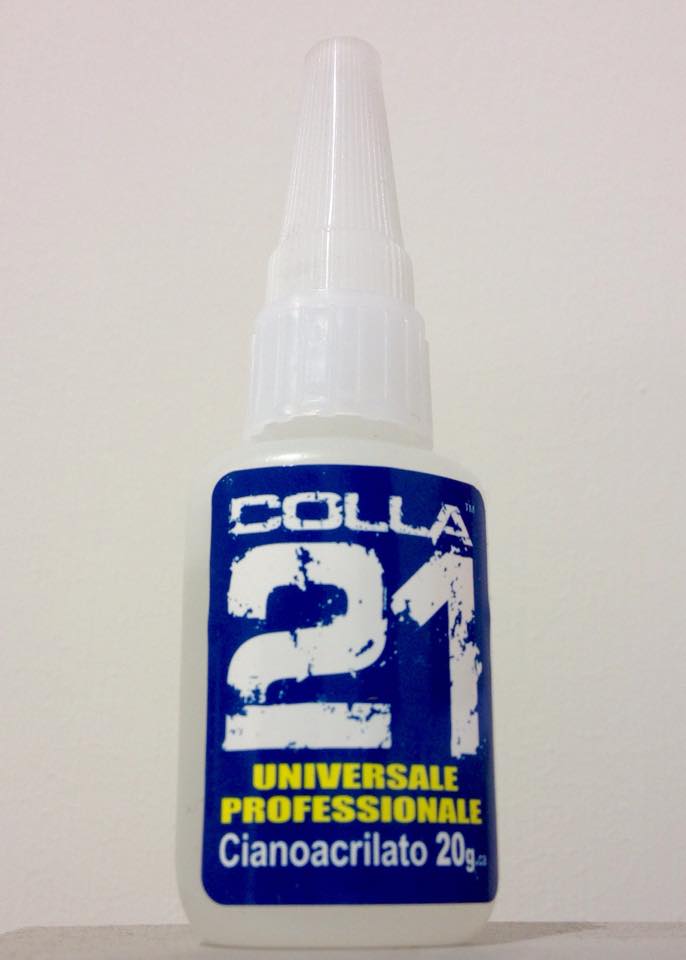 COLLA™
21
UNIVERSALE
PROFESSIONALE
Cianoacrilato 20g.ca